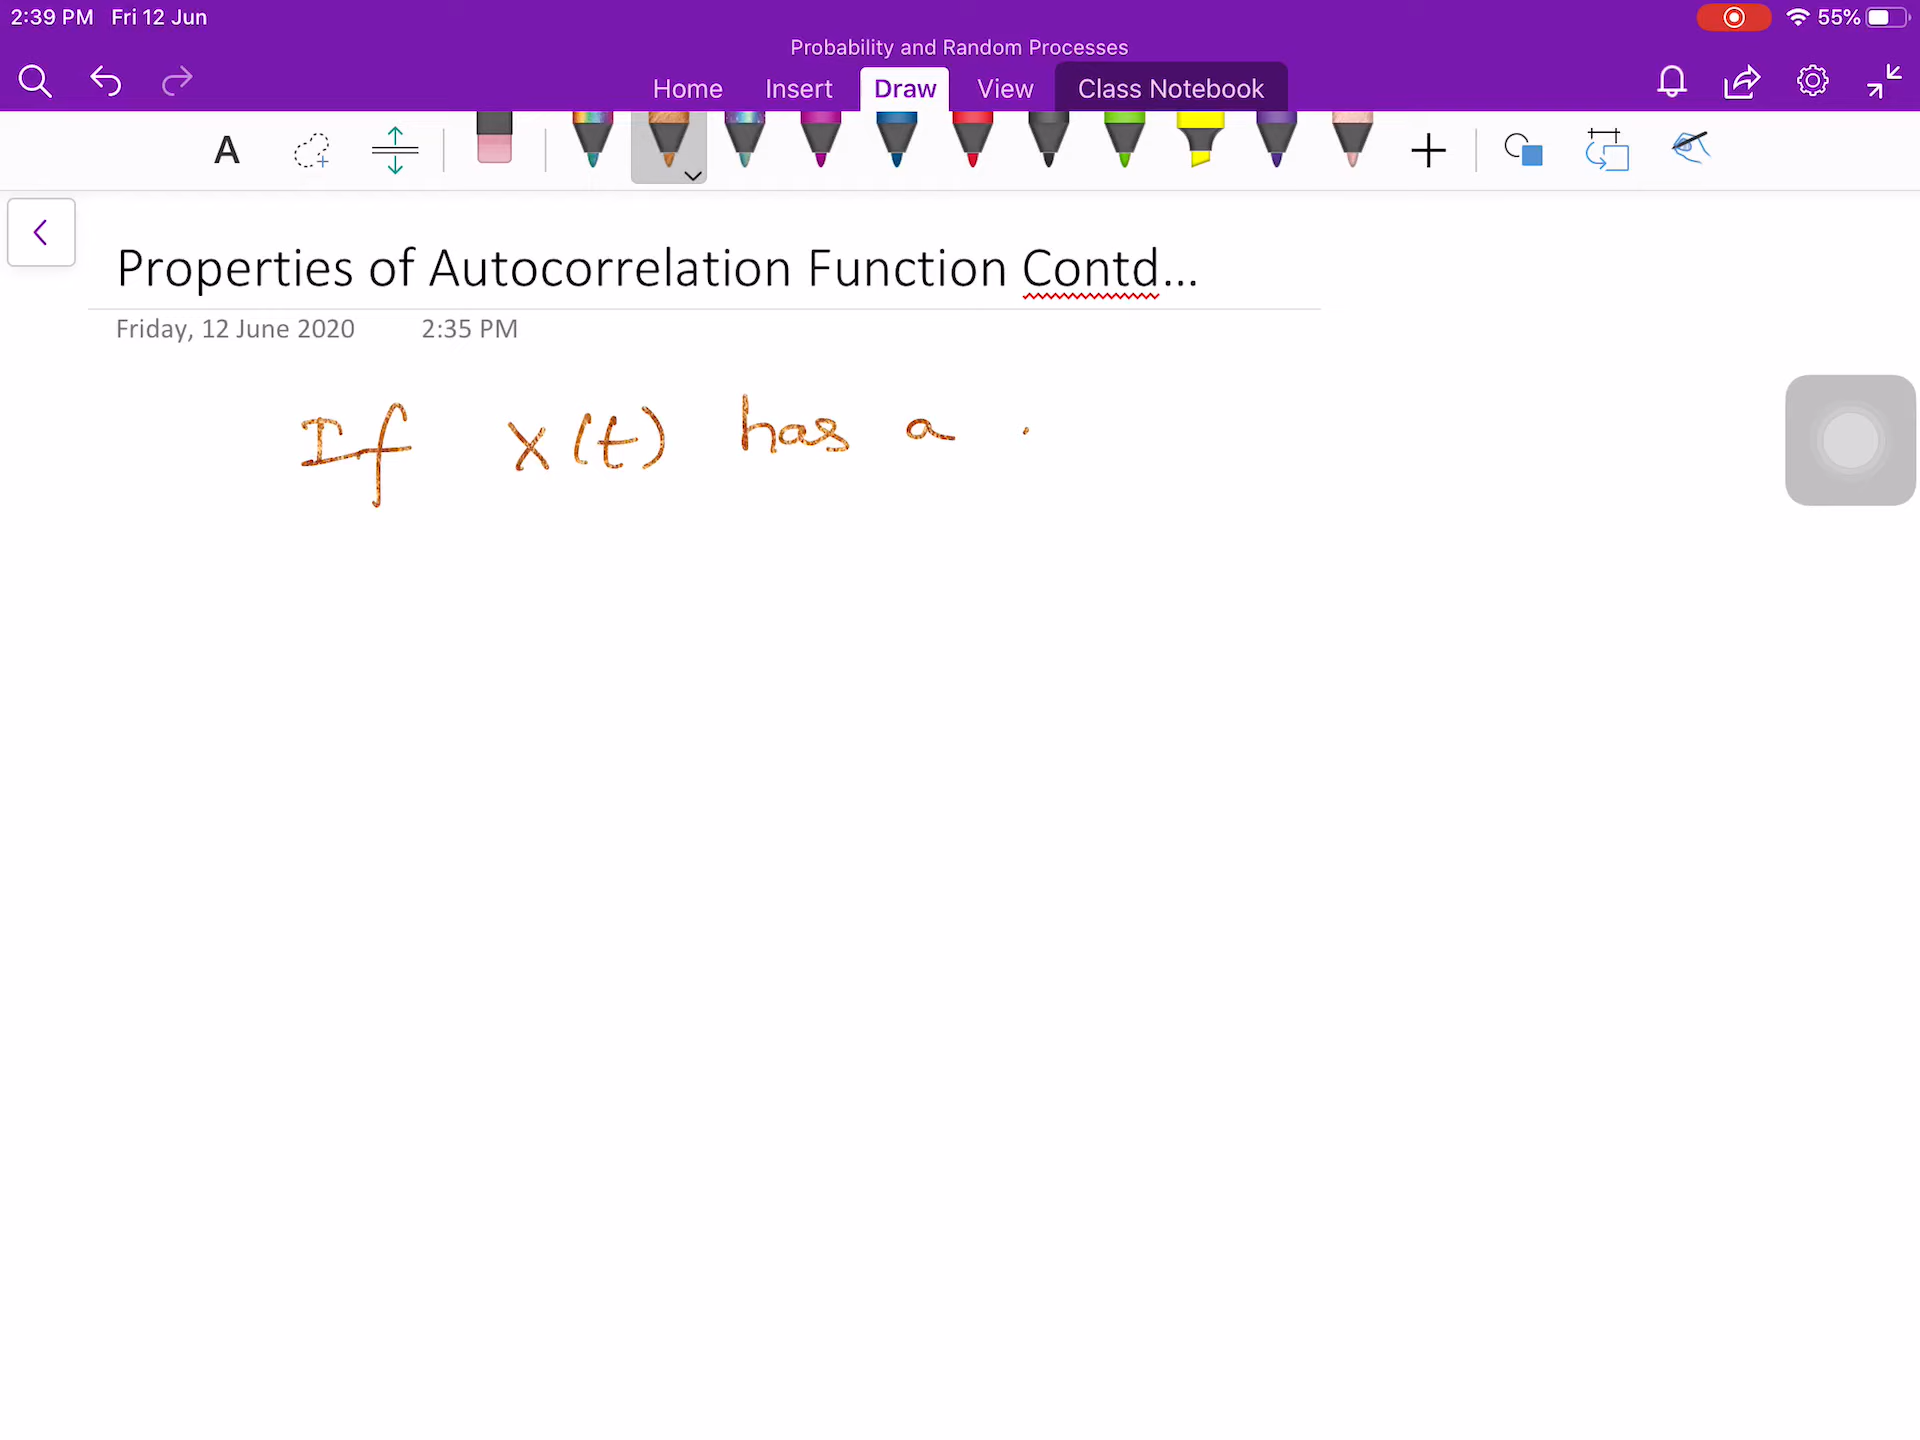 2:39 PM Fri 12 Jun 55%
Probability and Random Processes
Home Insert Draw View Class Notebook
A
Properties of Autocorrelation Function Contd...
Friday, 12 June 2020 2:35 PM
If X(t) has a